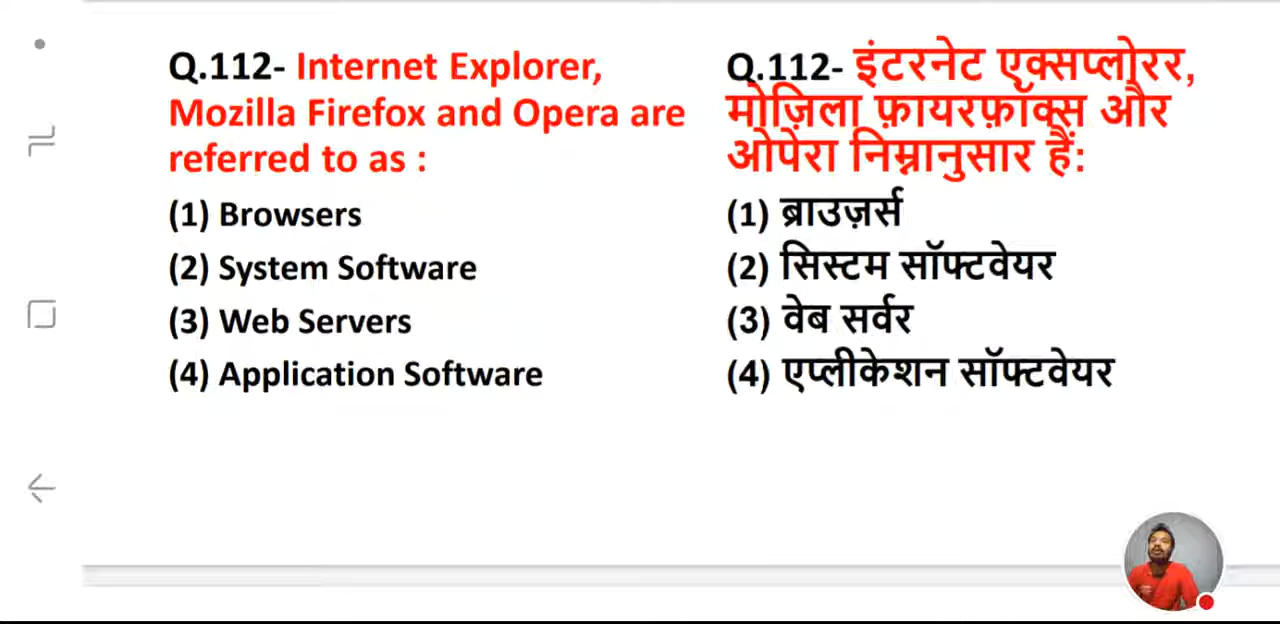 Q.112- Internet Explorer,
Mozilla Firefox and Opera are
referred to as :
(1) Browsers
(2) System Software
(3) Web Servers
(4) Application Software
Q.112- इंटरनेट एक्सप्लोरर,
मोज़िला फ़ायरफ़ॉक्स और
ओपेरा निम्नानुसार हैं:
(1) ब्राउज़र्स
(2) सिस्टम सॉफ्टवेयर
(3) वेब सर्वर
(4) एप्लीकेशन सॉफ्टवेयर